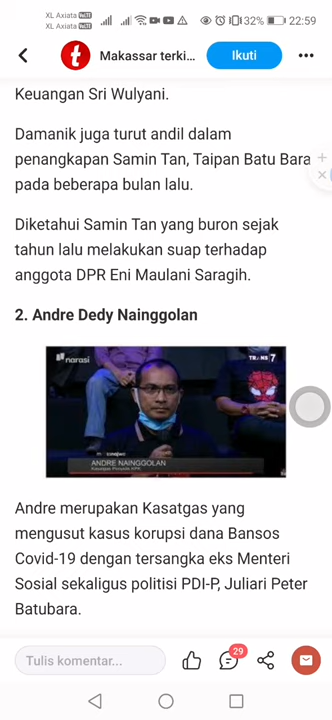 XL Axiata VoLTE
XL Axiata VoLTE
32% 22:59
Makassar terki... Ikuti
Keuangan Sri Wulyani.
Damanik juga turut andil dalam
penangkapan Samin Tan, Taipan Batu Bara
pada beberapa bulan lalu.
Diketahui Samin Tan yang buron sejak
tahun lalu melakukan suap terhadap
anggota DPR Eni Maulani Saragih.
2. Andre Dedy Nainggolan
narasi
TRANS7
ANDRE NAINGGOLAN
Andre merupakan Kasatgas yang
mengusut kasus korupsi dana Bansos
Covid-19 dengan tersangka eks Menteri
Sosial sekaligus politisi PDI-P, Juliari Peter
Batubara.
Tulis komentar...
29